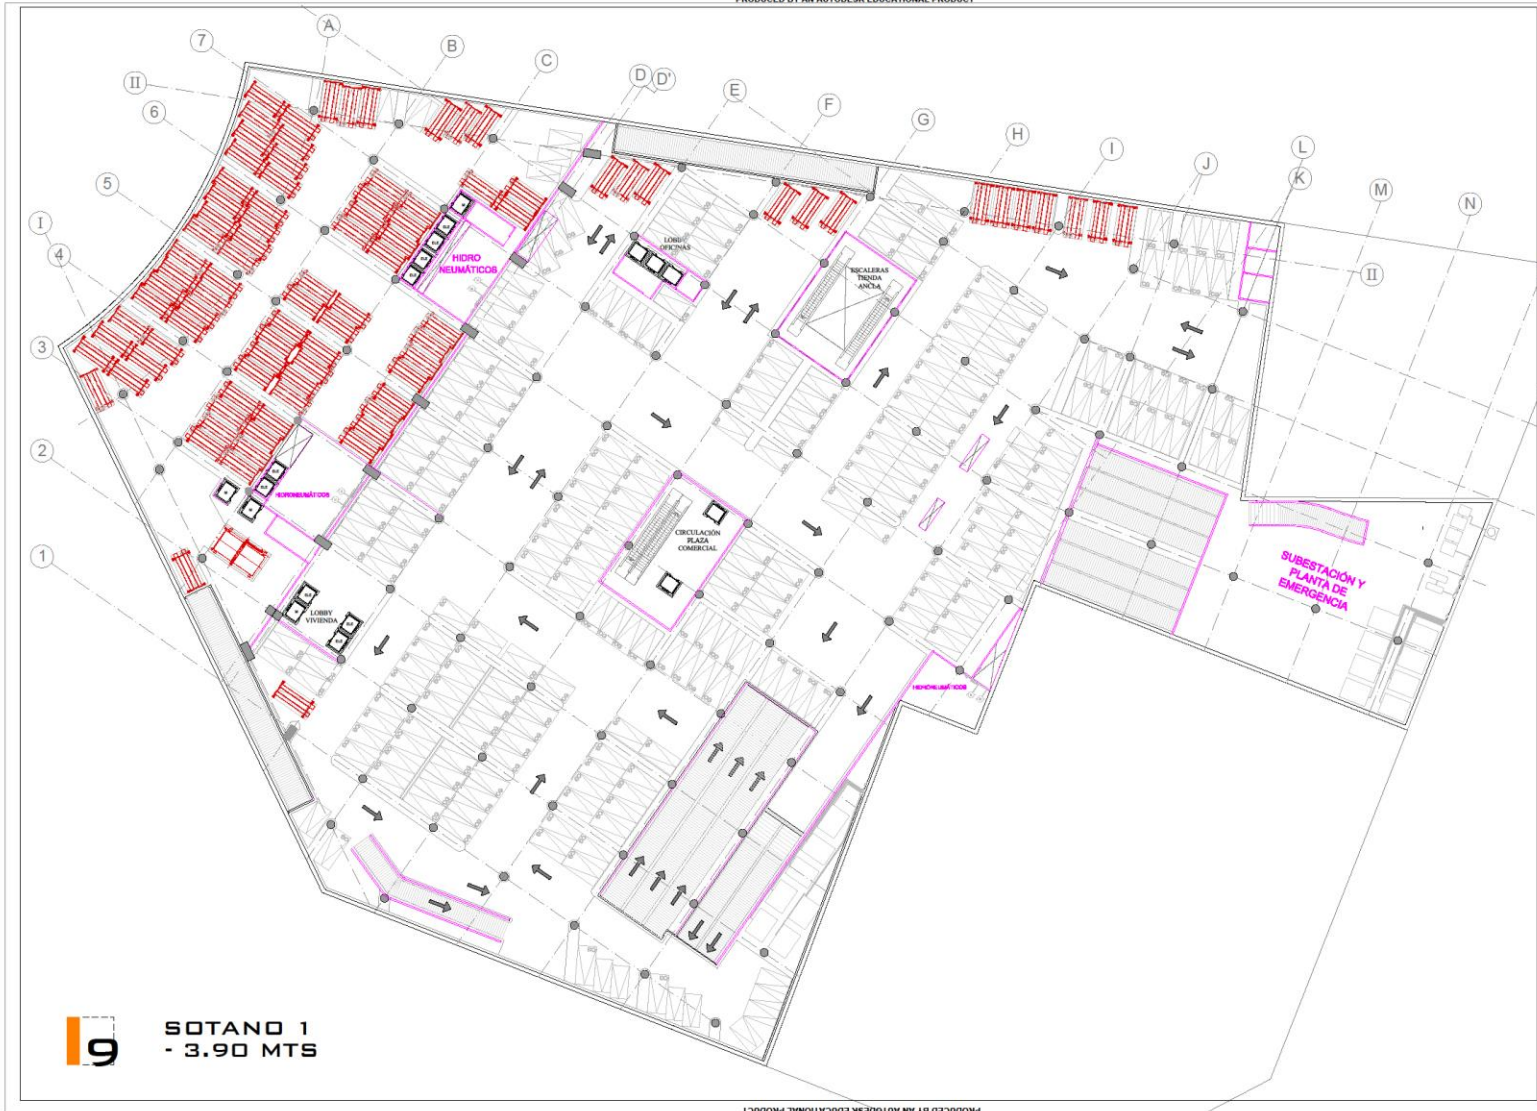 PRODUCED BY AN AUTODESK EDUCATIONAL PRODUCT
A
7
B
C
II
D
D'
E
F
G
H
I
J
L
K
M
N
6
5
I
4
3
2
1
II
LOBBY
OFICINAS
HIDRO
NEUMÁTICOS
ESCALERAS
TIENDA
ANCLA
HIDRONEUMÁTICOS
CIRCULACIÓN
PLAZA
COMERCIAL
SUBESTACIÓN Y
PLANTA DE
EMERGENCIA
LOBBY
VIVIENDA
HIDRONEUMÁTICOS
9
SOTANO 1
- 3.90 MTS
PRODUCED BY AN AUTODESK EDUCATIONAL PRODUCT